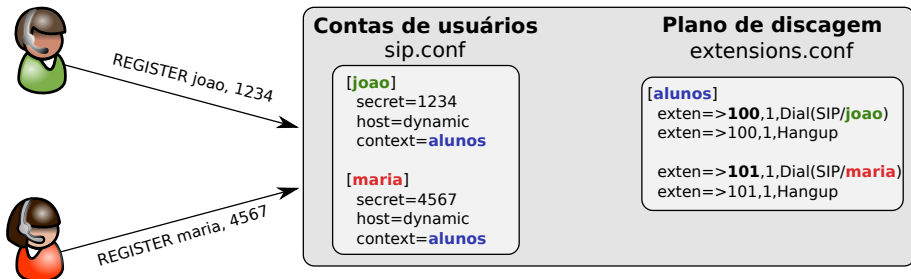 REGISTER joao, 1234
REGISTER maria, 4567
Contas de usuários
sip.conf
[joao]
secret=1234
host=dynamic
context=alunos
[maria]
secret=4567
host=dynamic
context=alunos
Plano de discagem
extensions.conf
[alunos]
exten=>100,1,Dial(SIP/joao)
exten=>100,1,Hangup
exten=>101,1,Dial(SIP/maria)
exten=>101,1,Hangup